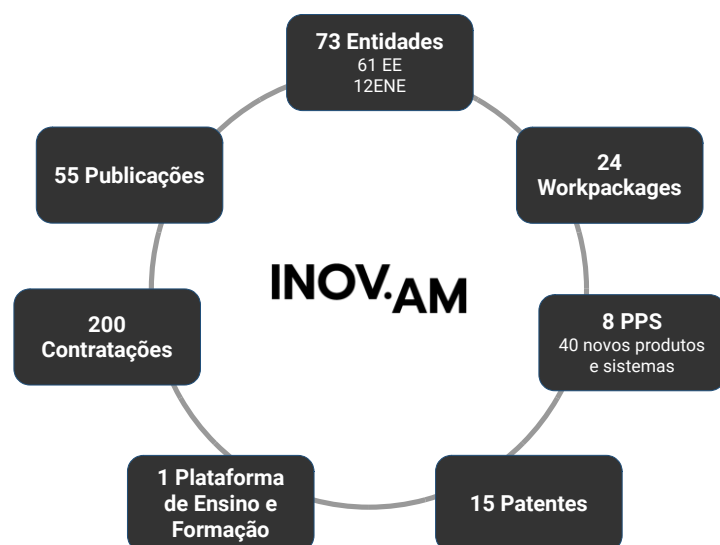 73 Entidades
61 EE
12ENE
24
Workpackages
8 PPS
40 novos produtos
e sistemas
15 Patentes
1 Plataforma
de Ensino e
Formação
200
Contratações
55 Publicações
INOV.AM